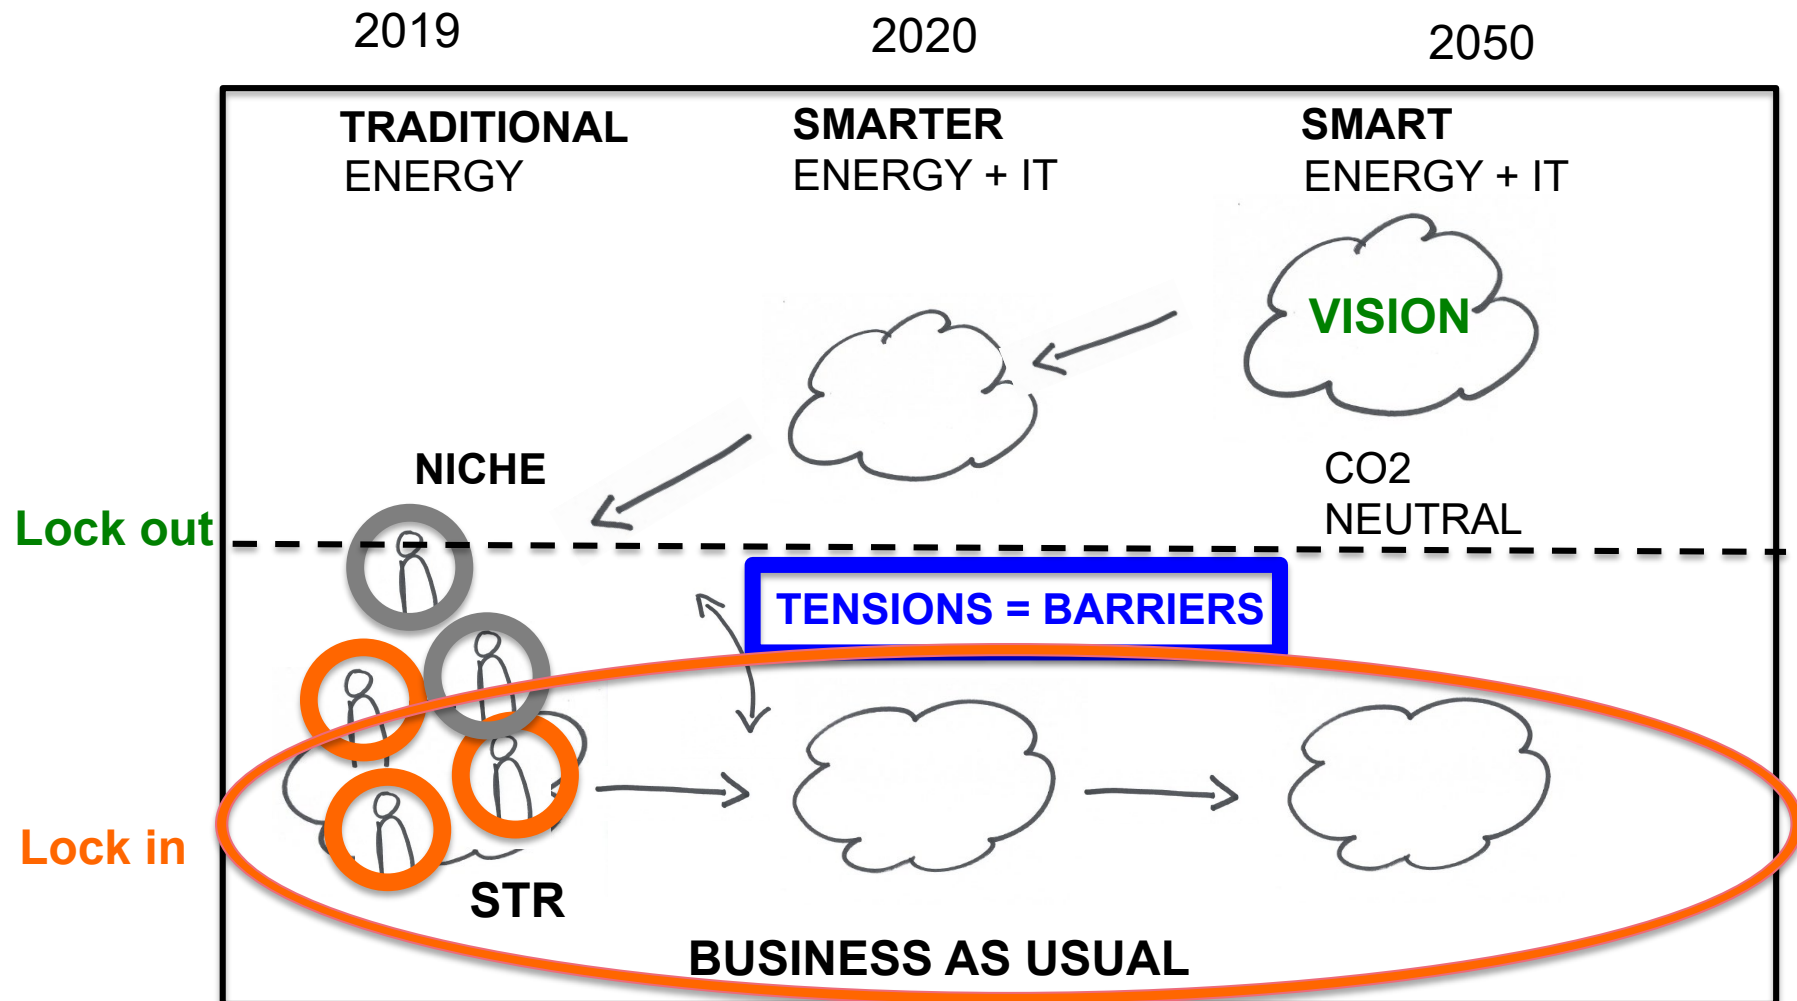 2019
2020
2050
TRADITIONAL
ENERGY
SMARTER
ENERGY + IT
SMART
ENERGY + IT
VISION
NICHE
CO2
NEUTRAL
Lock out
TENSIONS = BARRIERS
Lock in
STR
BUSINESS AS USUAL